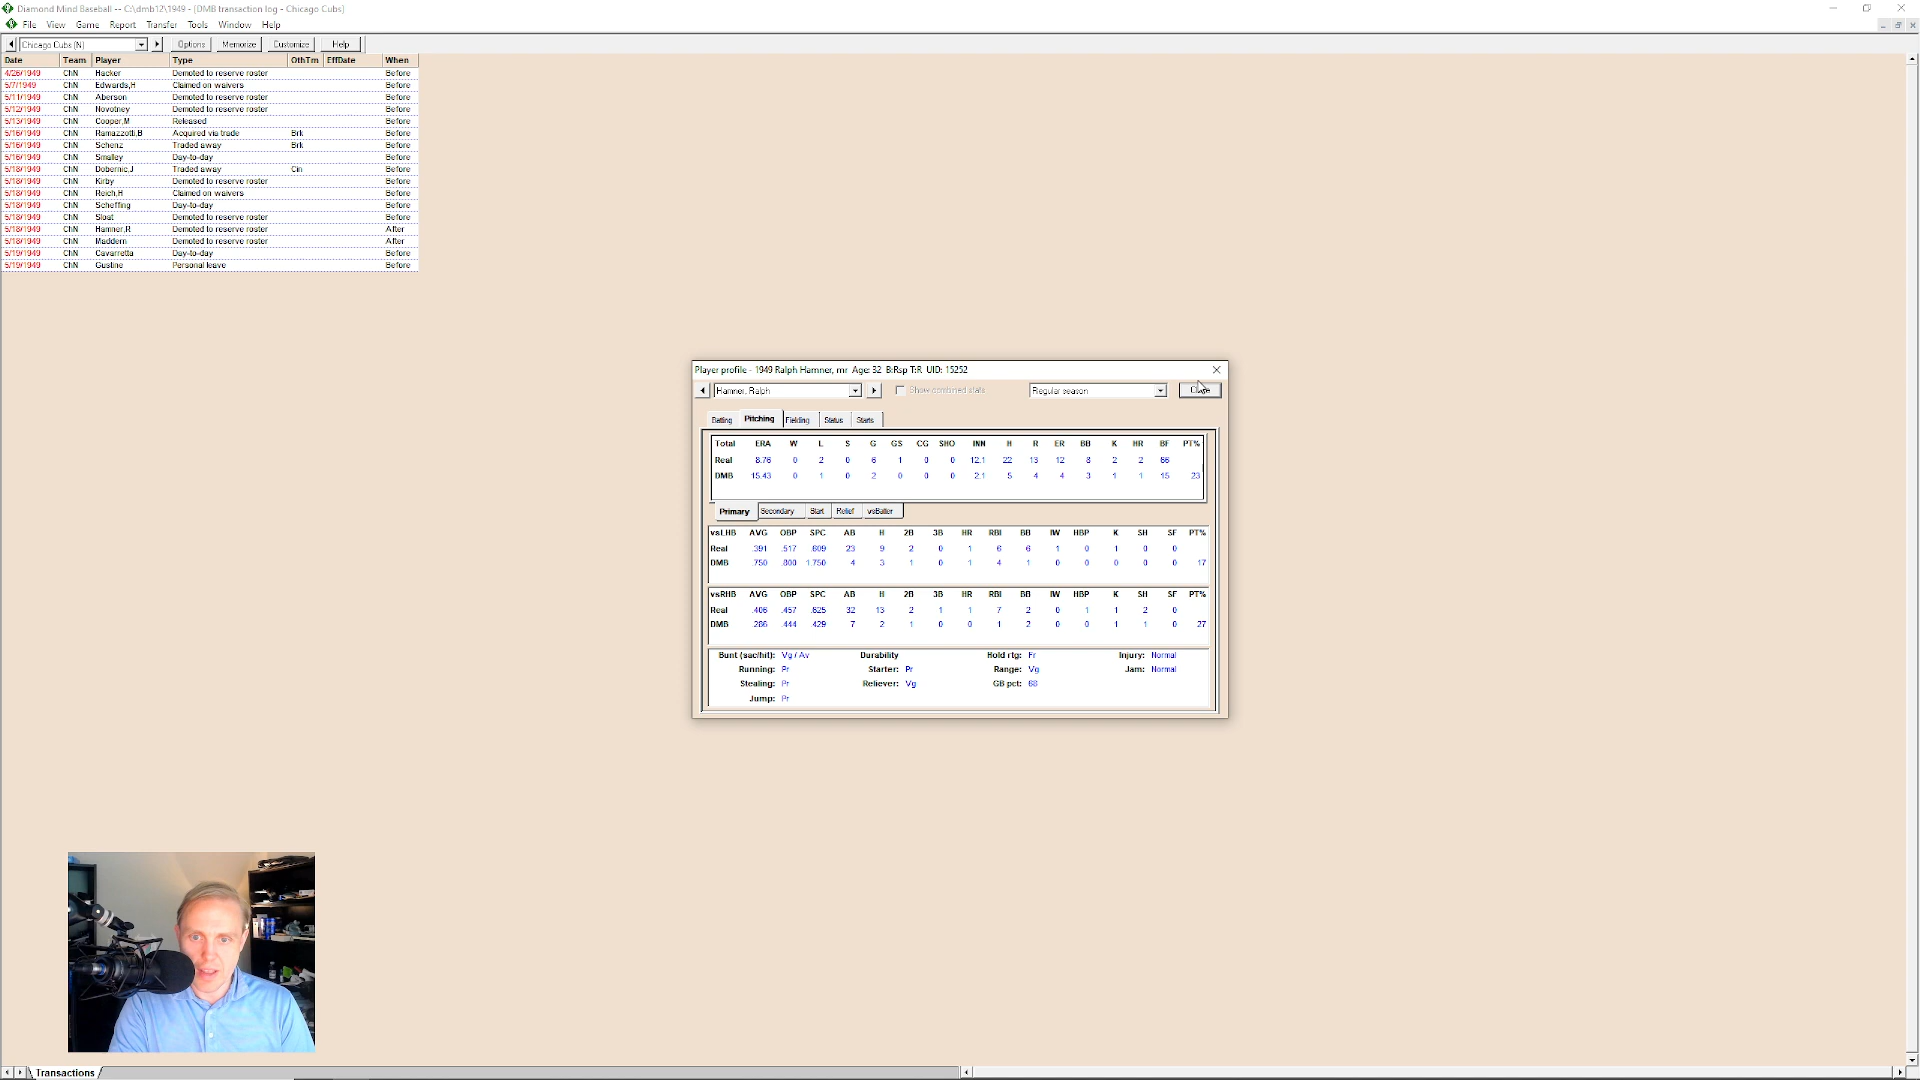 Diamond Mind Baseball -- C:\dmb12\1949 - [DMB transaction log - Chicago Cubs]
File View Game Report Transfer Tools Window Help
Chicago Cubs (N) Options Memorize Customize Help
Date Team Player Type OthTm EffDate When
4/26/1949 ChN Hacker Demoted to reserve roster Before
5/7/1949 ChN Edwards,H Claimed on waivers Before
5/11/1949 ChN Aberson Demoted to reserve roster Before
5/12/1949 ChN Novotney Demoted to reserve roster Before
5/13/1949 ChN Cooper,M Released Before
5/16/1949 ChN Ramazzotti,B Acquired via trade Brk Before
5/16/1949 ChN Schenz Traded away Brk Before
5/16/1949 ChN Smalley Day-to-day Before
5/18/1949 ChN Dobernic,J Traded away Cin Before
5/18/1949 ChN Kirby Demoted to reserve roster Before
5/18/1949 ChN Reich,H Claimed on waivers Before
5/18/1949 ChN Scheffing Day-to-day Before
5/18/1949 ChN Sloat Demoted to reserve roster Before
5/18/1949 ChN Hamner,R Demoted to reserve roster After
5/18/1949 ChN Maddern Demoted to reserve roster After
5/19/1949 ChN Cavarretta Day-to-day Before
5/19/1949 ChN Gustine Personal leave Before
Player profile - 1949 Ralph Hamner, mr Age: 32 B:Rsp T:R UID: 15252
Hamner, Ralph Show combined stats Regular season Close
Batting Pitching Fielding Status Starts
Total ERA W L S G GS CG SHO INN H R ER BB K HR BF PT%
Real 8.76 0 2 0 6 1 0 0 12.1 22 13 12 8 2 2 66
DMB 15.43 0 1 0 2 0 0 0 2.1 5 4 4 3 1 1 15 23
Primary Secondary Start Relief vsBatter
vsLHB AVG OBP SPC AB H 2B 3B HR RBI BB IW HBP K SH SF PT%
Real .391 .517 .609 23 9 2 0 1 6 6 1 0 1 0 0
DMB .750 .800 1.750 4 3 1 0 1 4 1 0 0 0 0 0 17
vsRHB AVG OBP SPC AB H 2B 3B HR RBI BB IW HBP K SH SF PT%
Real .406 .457 .625 32 13 2 1 1 7 2 0 1 1 2 0
DMB .286 .444 .429 7 2 1 0 0 1 2 0 0 1 1 0 27
Bunt (sac/hit): Vg / Av Durability Hold rtg: Fr Injury: Normal
Running: Pr Starter: Pr Range: Vg Jam: Normal
Stealing: Pr Reliever: Vg GB pct: 68
Jump: Pr
Transactions